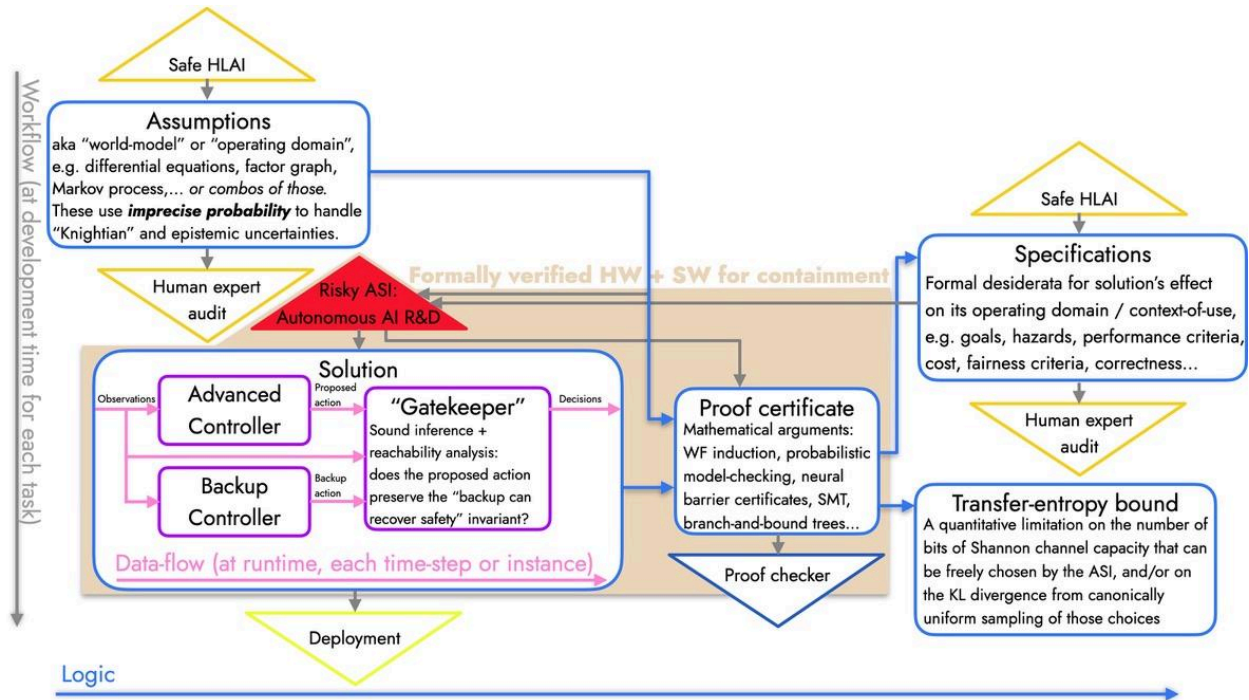 Workflow (at development time for each task)
Safe HLAI
Assumptions
aka “world-model” or “operating domain”,
e.g. differential equations, factor graph,
Markov process,... or combos of those.
These use imprecise probability to handle
“Knightian” and epistemic uncertainties.
Human expert
audit
Safe HLAI
Specifications
Formal desiderata for solution’s effect
on its operating domain / context-of-use,
e.g. goals, hazards, performance criteria,
cost, fairness criteria, correctness...
Human expert
audit
Formally verified HW + SW for containment
Risky ASI:
Autonomous AI R&D
Solution
Observations
Advanced
Controller
Proposed
action
Backup
Controller
Backup
action
“Gatekeeper”
Sound inference +
reachability analysis:
does the proposed action
preserve the “backup can
recover safety” invariant?
Decisions
Data-flow (at runtime, each time-step or instance)
Proof certificate
Mathematical arguments:
WF induction, probabilistic
model-checking, neural
barrier certificates, SMT,
branch-and-bound trees...
Proof checker
Transfer-entropy bound
A quantitative limitation on the number of
bits of Shannon channel capacity that can
be freely chosen by the ASI, and/or on
the KL divergence from canonically
uniform sampling of those choices
Deployment
Logic